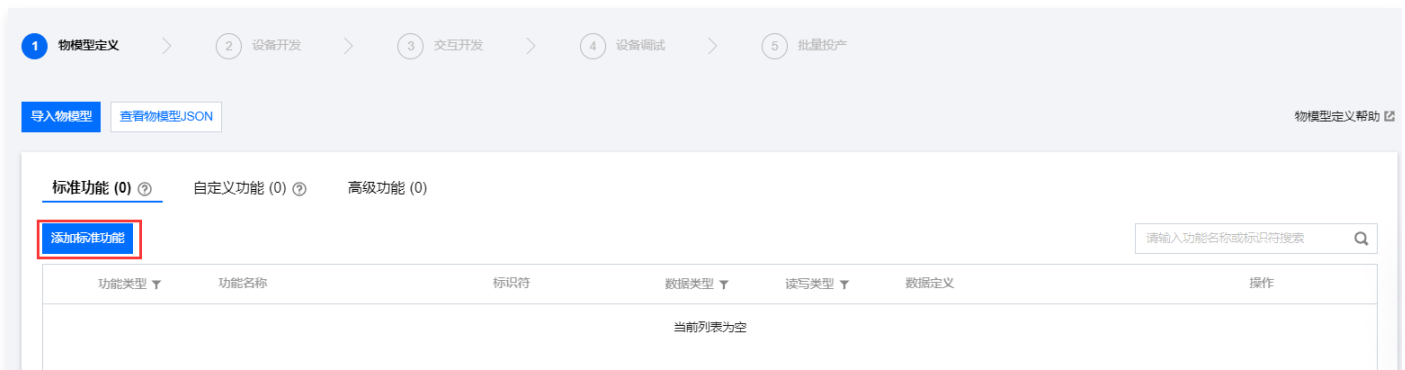 1 物模型定义 2 设备开发 3 交互开发 4 设备调试 5 批量投产
导入物模型 查看物模型JSON 物模型定义帮助
标准功能 (0) 自定义功能 (0) 高级功能 (0)
添加标准功能 请输入功能名称或标识符搜索
功能类型 功能名称 标识符 数据类型 读写类型 数据定义 操作
当前列表为空